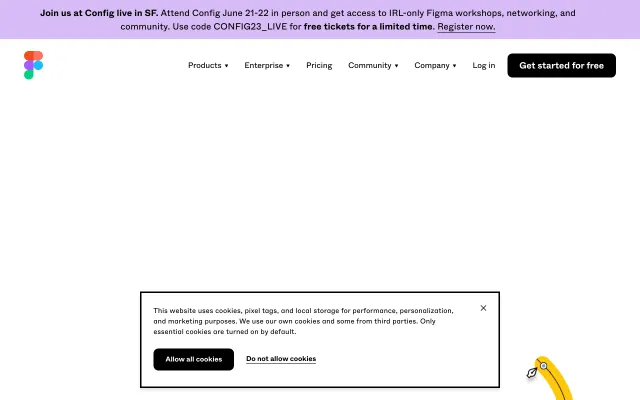 Join us at Config live in SF. Attend Config June 21-22 in person and get access to IRL-only Figma workshops, networking, and
community. Use code CONFIG23_LIVE for free tickets for a limited time. Register now.
Products Enterprise Pricing Community Company Log in Get started for free
This website uses cookies, pixel tags, and local storage for performance, personalization,
and marketing purposes. We use our own cookies and some from third parties. Only
essential cookies are turned on by default.
Allow all cookies Do not allow cookies